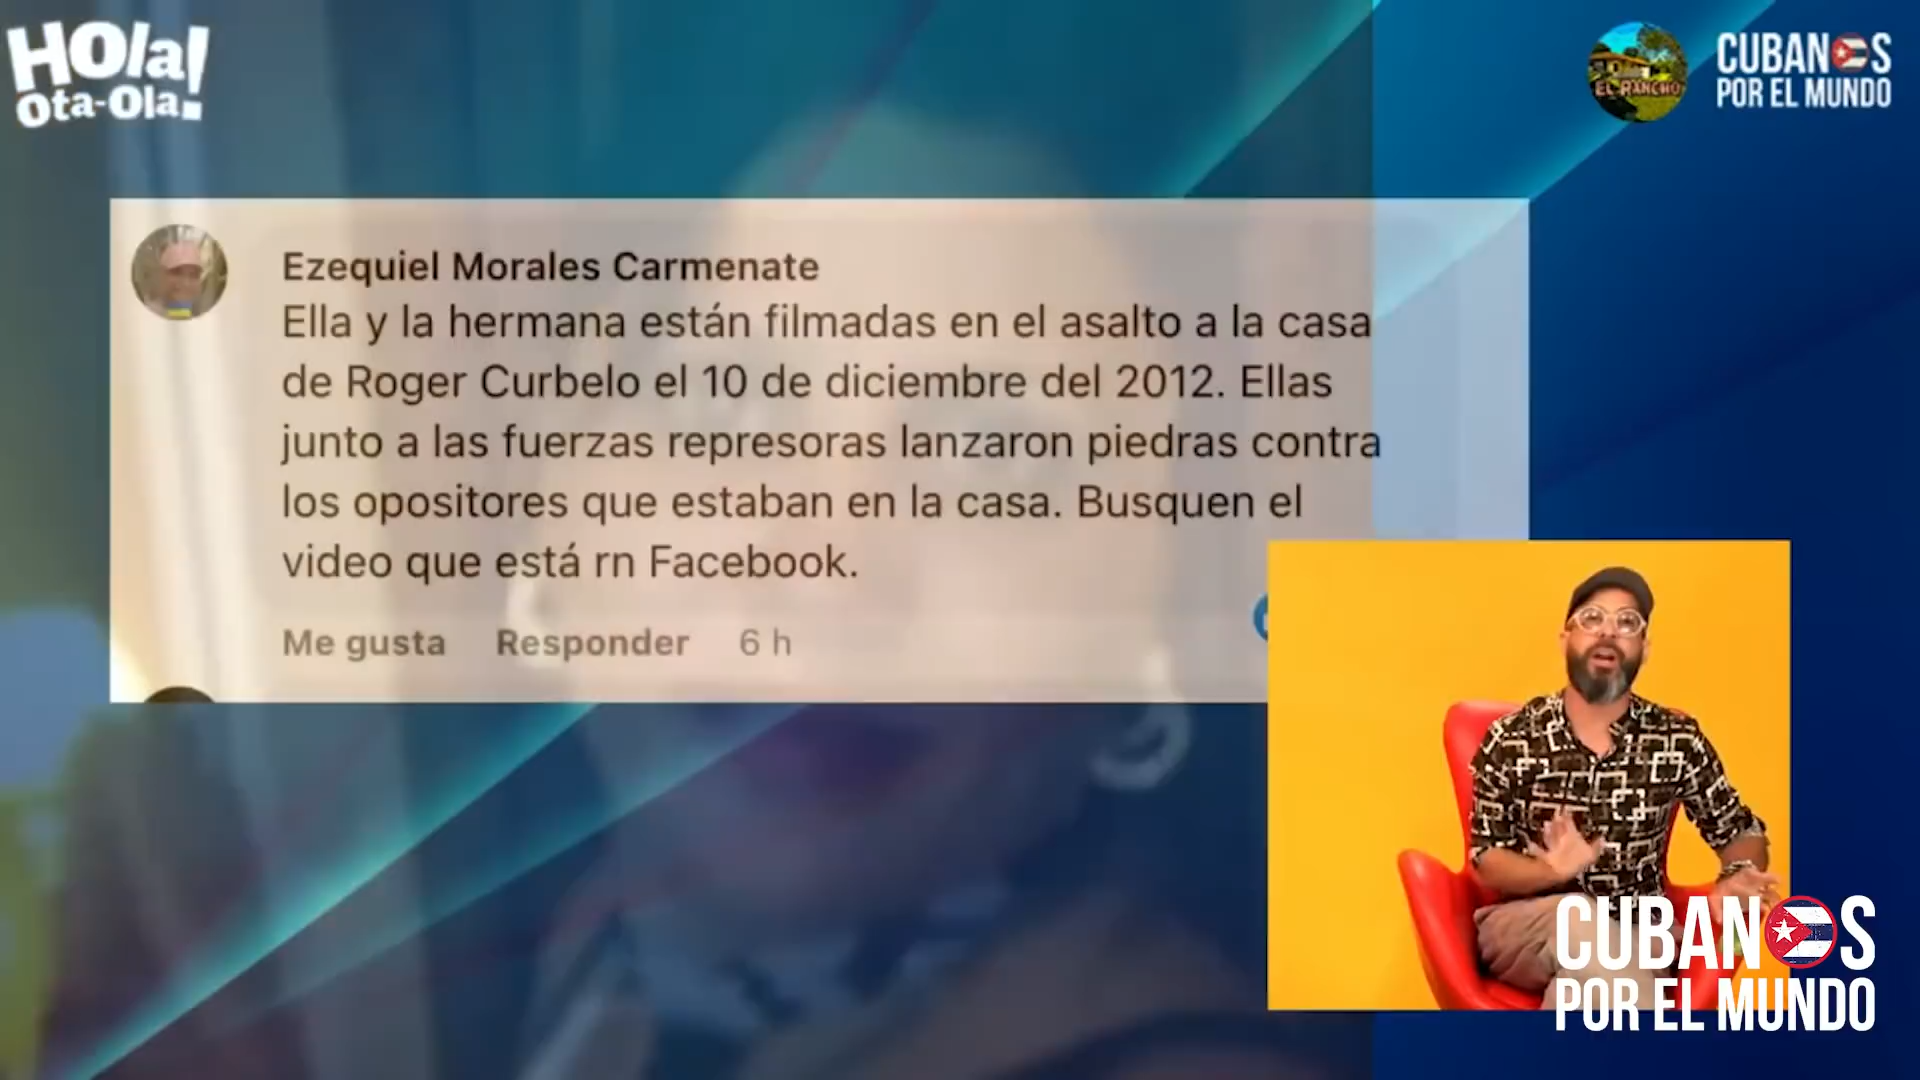 HOla!
Ota-Ola!
EL RANCHO
CUBANOS
POR EL MUNDO
Ezequiel Morales Carmenate
Ella y la hermana están filmadas en el asalto a la casa
de Roger Curbelo el 10 de diciembre del 2012. Ellas
junto a las fuerzas represoras lanzaron piedras contra
los opositores que estaban en la casa. Busquen el
video que está rn Facebook.
Me gusta Responder 6 h
CUBANOS
POR EL MUNDO